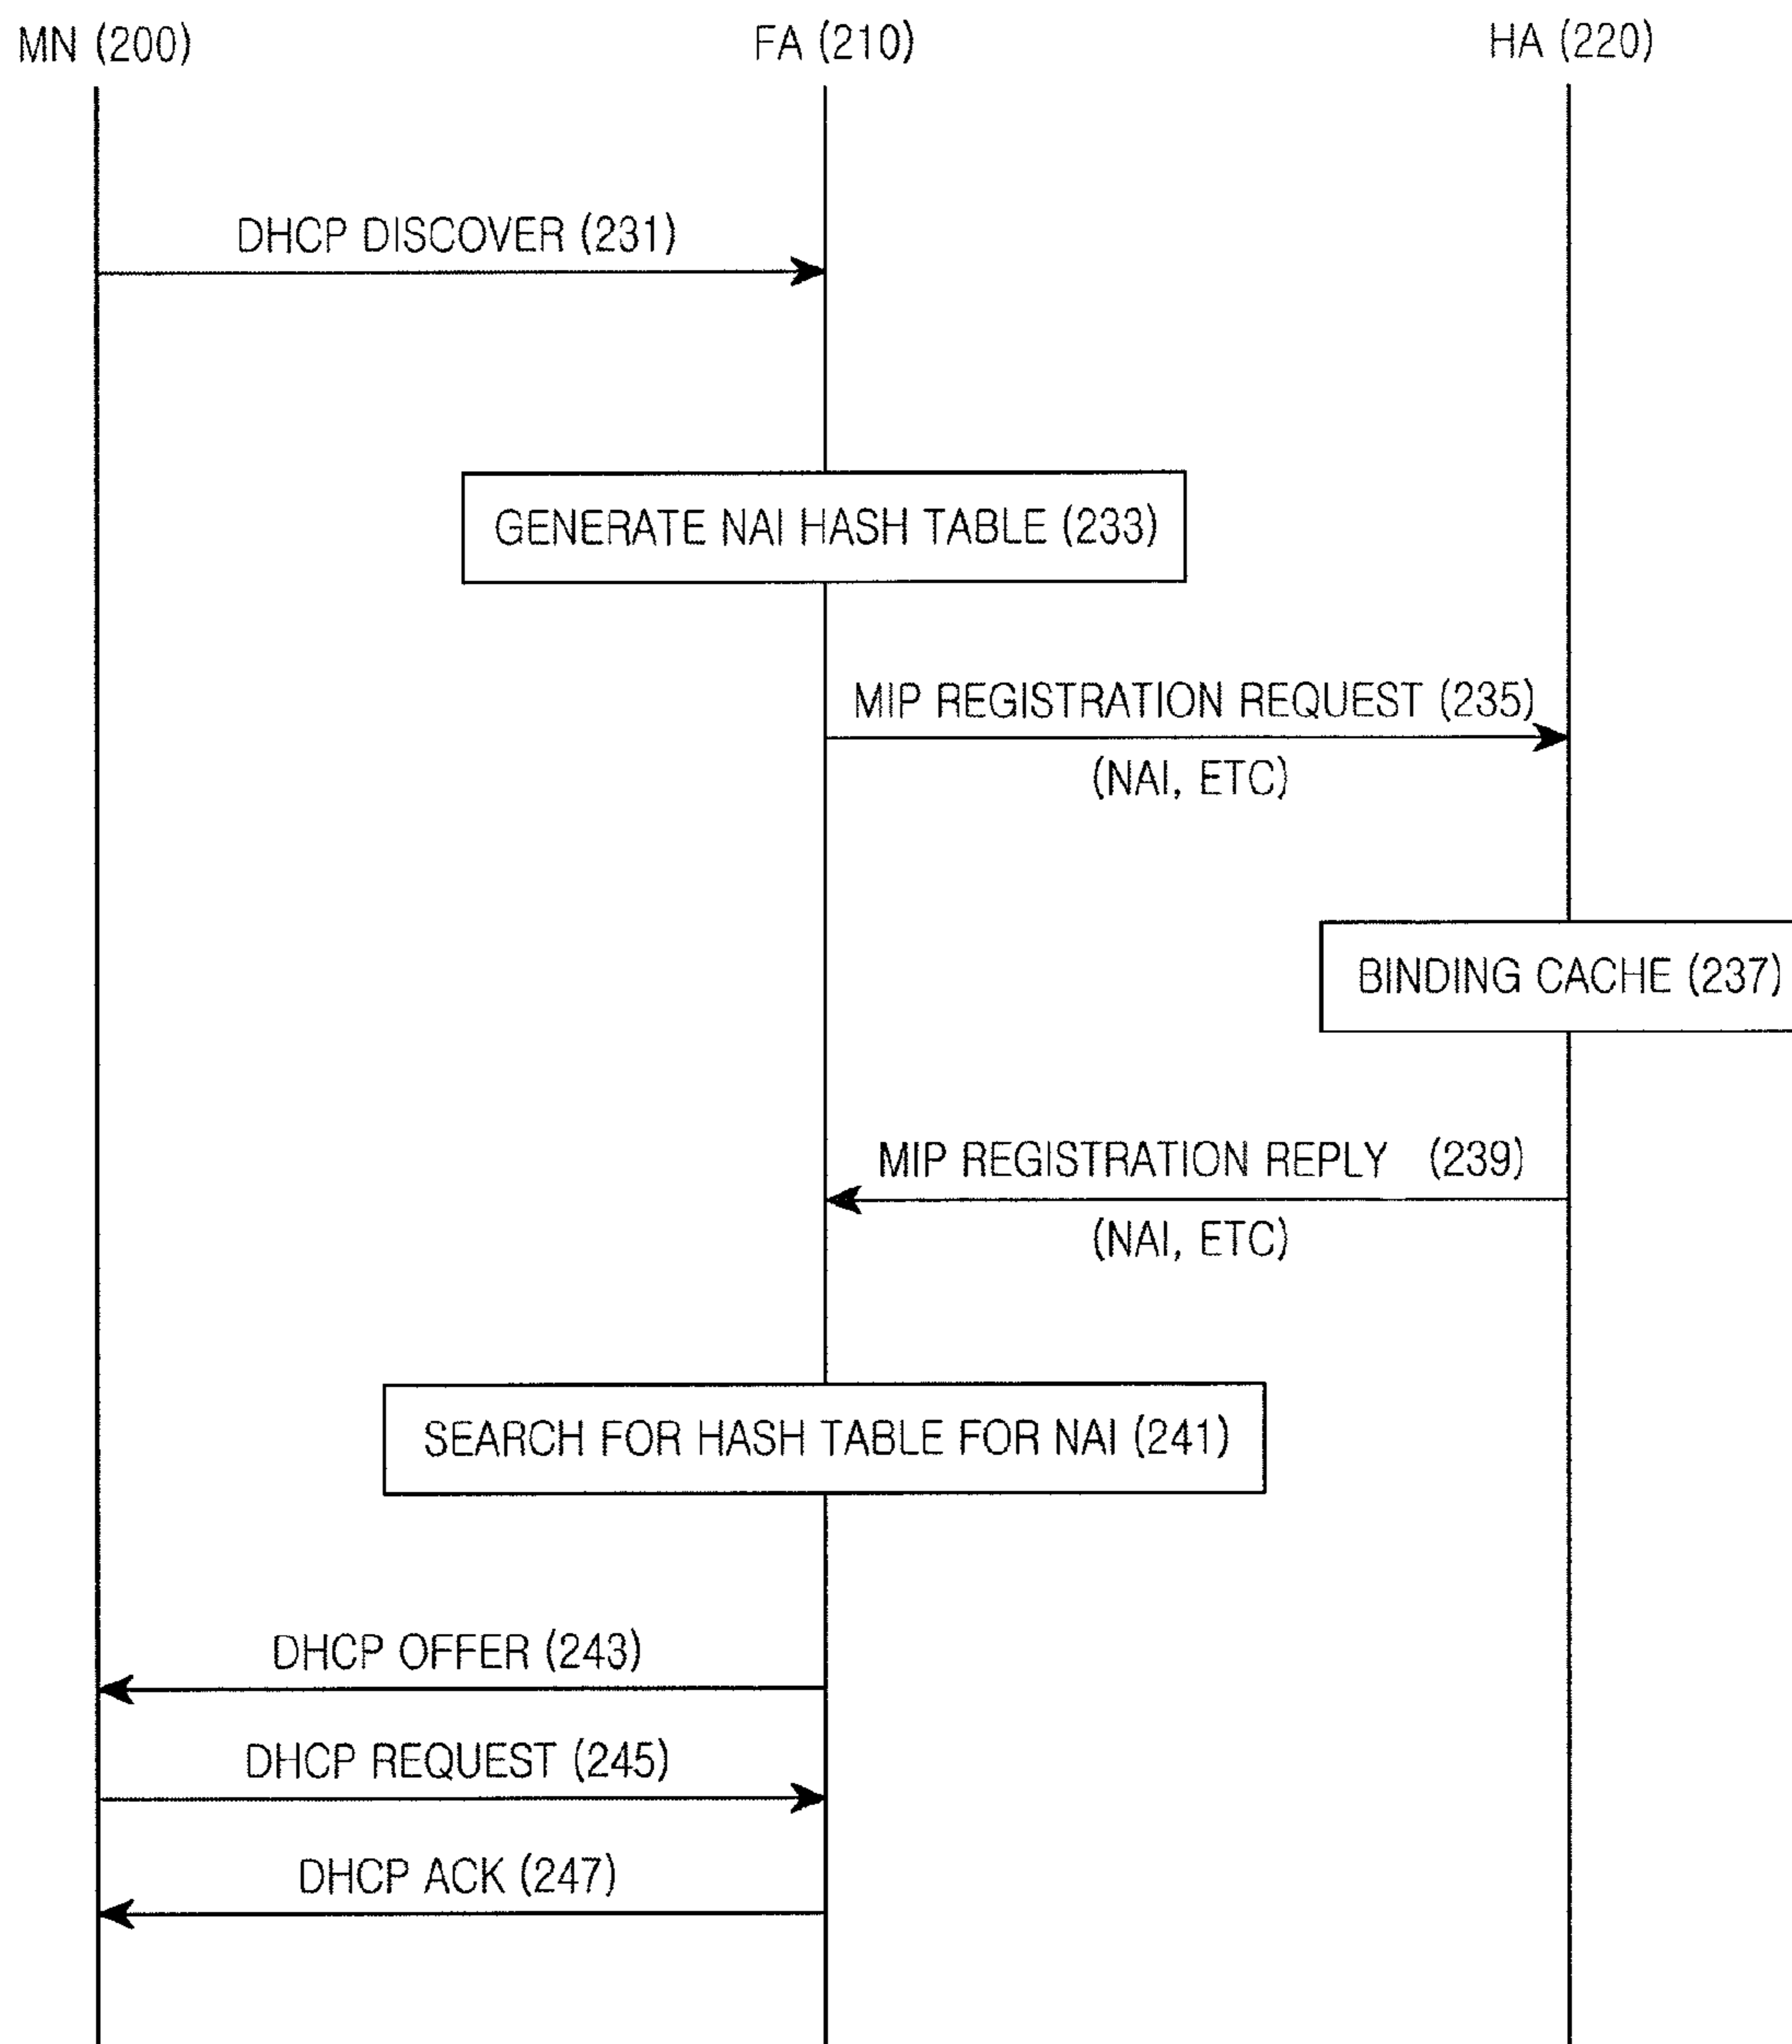 MN (200)
FA (210)
HA (220)
DHCP DISCOVER (231)
GENERATE NAI HASH TABLE (233)
MIP REGISTRATION REQUEST (235)
(NAI, ETC)
BINDING CACHE (237)
MIP REGISTRATION REPLY (239)
(NAI, ETC)
SEARCH FOR HASH TABLE FOR NAI (241)
DHCP OFFER (243)
DHCP REQUEST (245)
DHCP ACK (247)